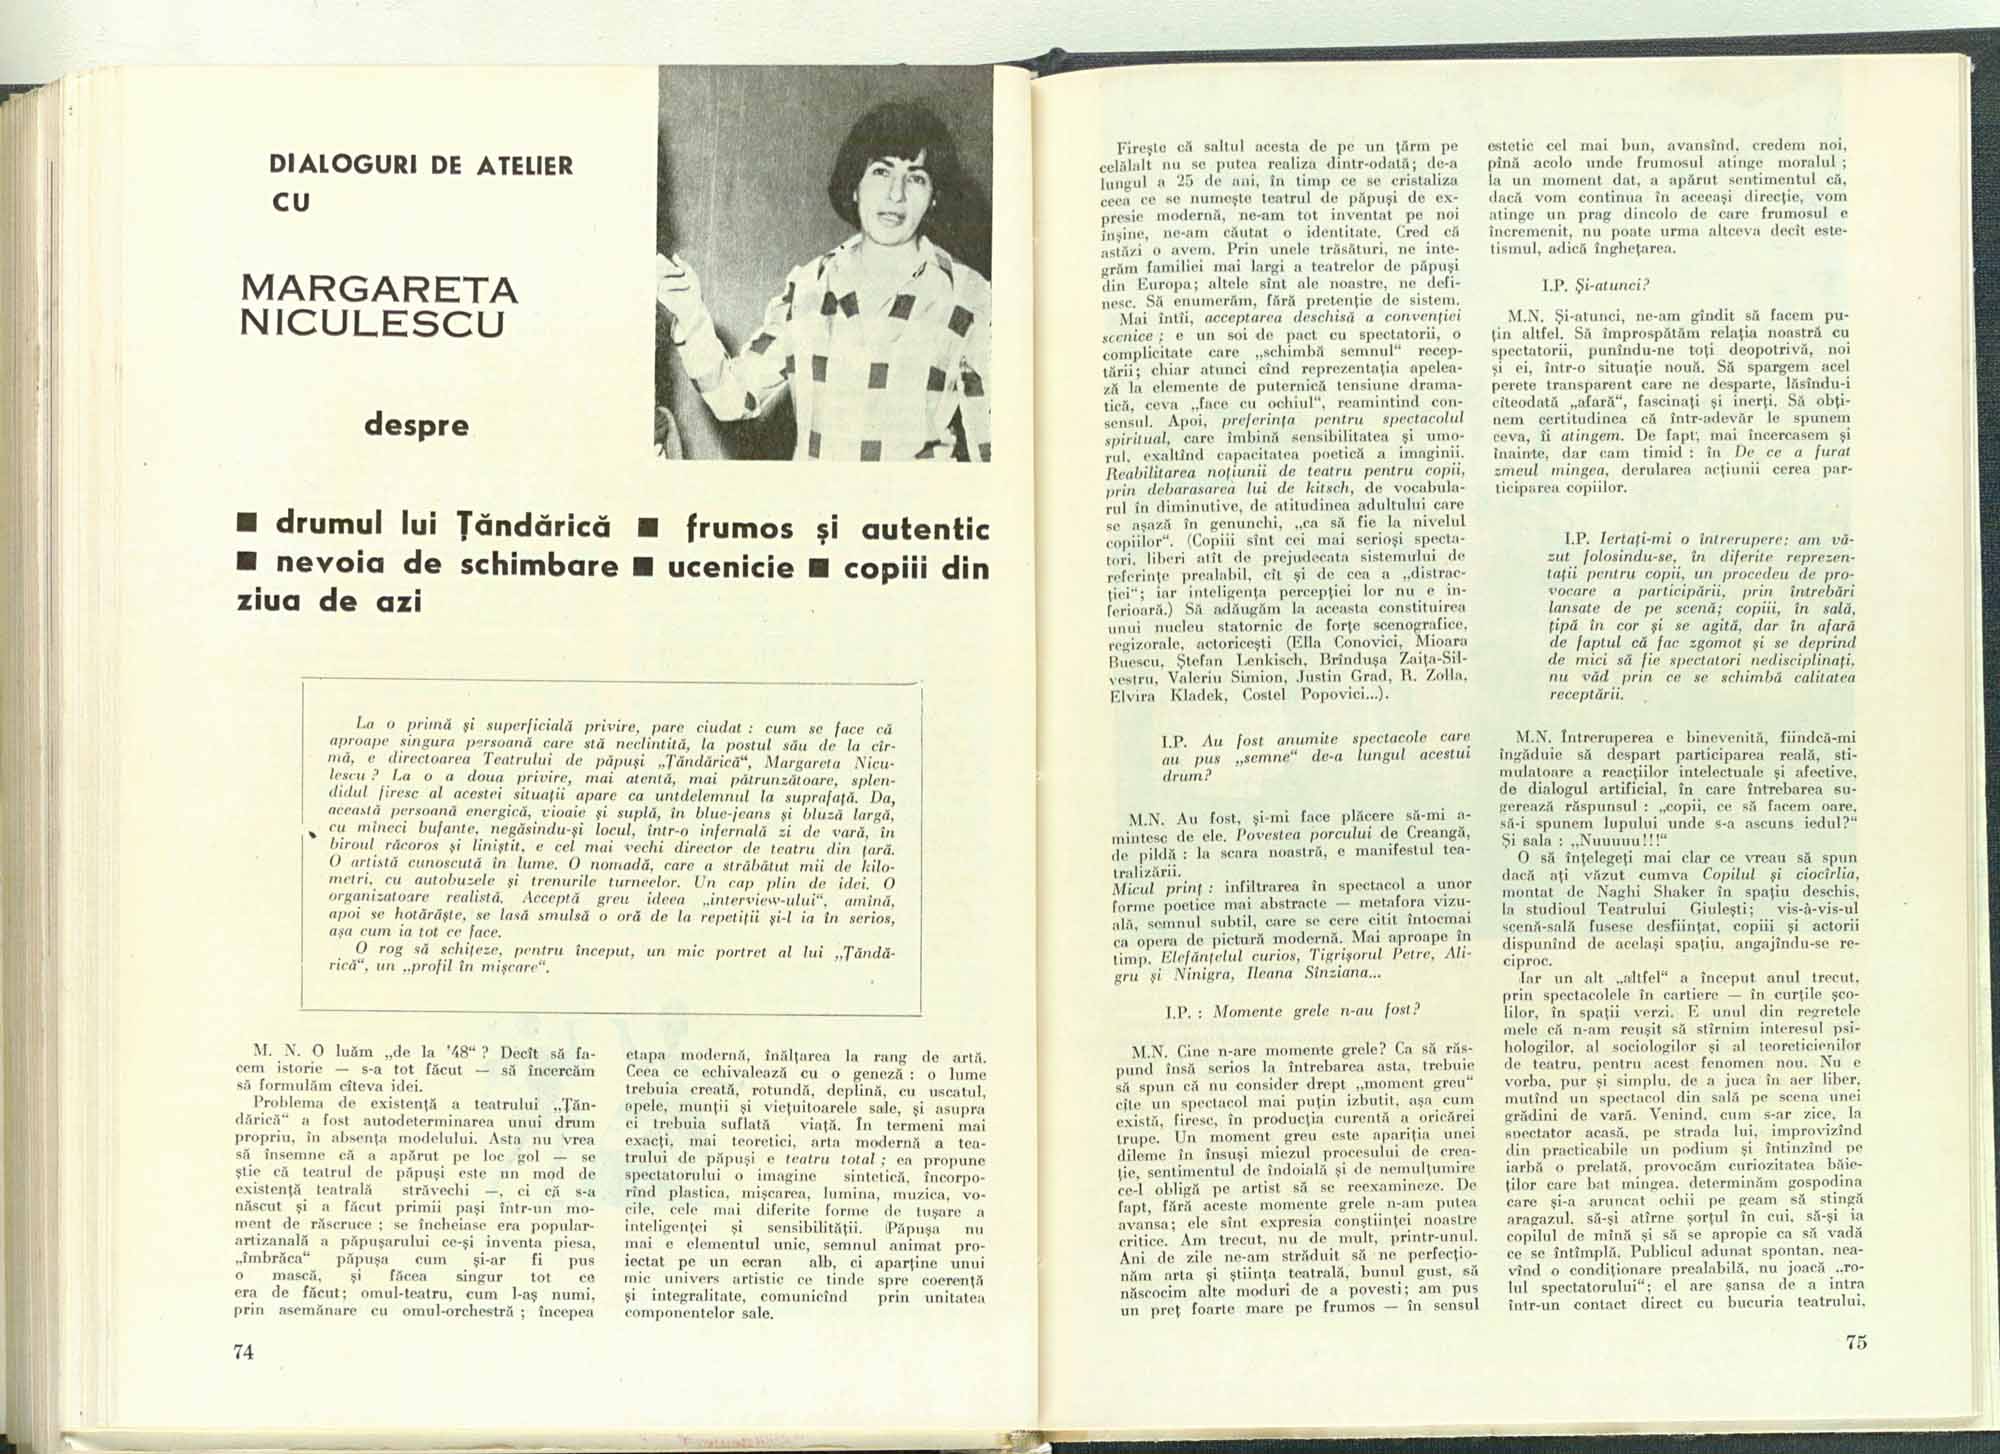 DIALOGURI DE ATELIER
CU
MARGARETA
NICULESCU
despre
■ drumul lui Țăndărică ■ frumos și autentic
■ nevoia de schimbare ■ ucenicie ■ copiii din
ziua de azi
La o primă și superficială privire, pare ciudat : cum se face că
aproape singura persoană care stă neclintită, la postul său de la cîr-
mă, e directoarea Teatrului de păpuși „Țăndărică“, Margareta Nicu-
lescu ? La o a doua privire, mai atentă, mai pătrunzătoare, splen-
didul firesc al acestei situații apare ca untdelemnul la suprafață. Da,
această persoană energică, vioaie și suplă, în blue-jeans și bluză largă,
cu mîneci bufante, negăsindu-și locul, într-o infernală zi de vară, în
biroul răcoros și liniștit, e cel mai vechi director de teatru din țară.
O artistă cunoscută în lume. O nomadă, care a străbătut mii de kilo-
metri, cu autobuzele și trenurile turneelor. Un cap plin de idei. O
organizatoare realistă. Acceptă greu ideea „interview-ului“, amînă,
apoi se hotărăște, se lasă smulsă o oră de la repetiții și-l ia în serios,
așa cum ia tot ce face.
O rog să schițeze, pentru început, un mic portret al lui „Țăndă-
rică“, un „profil în mișcare“.
M. N. O luăm „de la '48“ ? Decît să fa-
cem istorie — s-a tot făcut — să încercăm
să formulăm cîteva idei.
Problema de existență a teatrului „Țăn-
dărică“ a fost autodeterminarea unui drum
propriu, în absența modelului. Asta nu vrea
să însemne că a apărut pe loc gol — se
știe că teatrul de păpuși este un mod de
existență teatrală străvechi —, ci că s-a
născut și a făcut primii pași într-un mo-
ment de răscruce ; se încheiase era popular-
artizanală a păpușarului ce-și inventa piesa,
„îmbrăca“ păpușa cum și-ar fi pus
o mască, și făcea singur tot ce
era de făcut; omul-teatru, cum l-aș numi,
prin asemănare cu omul-orchestră ; începea
etapa modernă, înălțarea la rang de artă.
Ceea ce echivalează cu o geneză : o lume
trebuia creată, rotundă, deplină, cu uscatul,
apele, munții și viețuitoarele sale, și asupra
ei trebuia suflată viață. In termeni mai
exacți, mai teoretici, arta modernă a tea-
trului de păpuși e teatru total ; ea propune
spectatorului o imagine sintetică, încorpo-
rînd plastica, mișcarea, lumina, muzica, vo-
cile, cele mai diferite forme de tușare a
inteligenței și sensibilității. Păpușa nu
mai e elementul unic, semnul animat pro-
iectat pe un ecran alb, ci aparține unui
mic univers artistic ce tinde spre coerență
și integralitate, comunicînd prin unitatea
componentelor sale.
74
Firește că saltul acesta de pe un țărm pe
celălalt nu se putea realiza dintr-odată; de-a
lungul a 25 de ani, în timp ce se cristaliza
ceea ce se numește teatrul de păpuși de ex-
presie modernă, ne-am tot inventat pe noi
înșine, ne-am căutat o identitate. Cred că
astăzi o avem. Prin unele trăsături, ne inte-
grăm familiei mai largi a teatrelor de păpuși
din Europa; altele sînt ale noastre, ne defi-
nesc. Să enumerăm, fără pretenție de sistem.
Mai întîi, acceptarea deschisă a convenției
scenice ; e un soi de pact cu spectatorii, o
complicitate care „schimbă semnul“ recep-
tării; chiar atunci cînd reprezentația apelea-
ză la elemente de puternică tensiune drama-
tică, ceva „face cu ochiul“, reamintind con-
sensul. Apoi, preferința pentru spectacolul
spiritual, care îmbină sensibilitatea și umo-
rul, exaltînd capacitatea poetică a imaginii.
Reabilitarea noțiunii de teatru pentru copii,
prin debarasarea lui de kitsch, de vocabula-
rul în diminutive, de atitudinea adultului care
se așază în genunchi, „ca să fie la nivelul
copiilor“. (Copiii sînt cei mai serioși specta-
tori, liberi atît de prejudecata sistemului de
referințe prealabil, cît și de cea a „distrac-
ției“; iar inteligența percepției lor nu e in-
ferioară.) Să adăugăm la aceasta constituirea
unui nucleu statornic de forțe scenografice,
regizorale, actoricești (Ella Conovici, Mioara
Buescu, Ștefan Lenkisch, Brîndușa Zaița-Sil-
vestru, Valeriu Simion, Justin Grad, R. Zolla,
Elvira Kladek, Costel Popovici...).
I.P. Au fost anumite spectacole care
au pus „semne“ de-a lungul acestui
drum?
M.N. Au fost, și-mi face plăcere să-mi a-
mintesc de ele. Povestea porcului de Creangă,
de pildă : la scara noastră, e manifestul tea-
tralizării.
Micul prinț : infiltrarea în spectacol a unor
forme poetice mai abstracte — metafora vizu-
ală, semnul subtil, care se cere citit întocmai
ca opera de pictură modernă. Mai aproape în
timp, Elefănțelul curios, Tigrișorul Petre, Ali-
gru și Ninigra, Ileana Sînziana...
I.P. : Momente grele n-au fost?
M.N. Cine n-are momente grele? Ca să răs-
pund însă serios la întrebarea asta, trebuie
să spun că nu consider drept „moment greu“
cîte un spectacol mai puțin izbutit, așa cum
există, firesc, în producția curentă a oricărei
trupe. Un moment greu este apariția unei
dileme în însuși miezul procesului de crea-
ție, sentimentul de îndoială și de nemulțumire
ce-l obligă pe artist să se reexamineze. De
fapt, fără aceste momente grele n-am putea
avansa; ele sînt expresia conștiinței noastre
critice. Am trecut, nu de mult, printr-unul.
Ani de zile ne-am străduit să ne perfecțio-
năm arta și știința teatrală, bunul gust, să
născocim alte moduri de a povesti; am pus
un preț foarte mare pe frumos — în sensul
estetic cel mai bun, avansînd, credem noi,
pînă acolo unde frumosul atinge moralul ;
la un moment dat, a apărut sentimentul că,
dacă vom continua în aceeași direcție, vom
atinge un prag dincolo de care frumosul e
încremenit, nu poate urma altceva decît este-
tismul, adică înghețarea.
I.P. Și-atunci?
M.N. Și-atunci, ne-am gîndit să facem pu-
țin altfel. Să împrospătăm relația noastră cu
spectatorii, punîndu-ne toți deopotrivă, noi
și ei, într-o situație nouă. Să spargem acel
perete transparent care ne desparte, lăsîndu-i
cîteodată „afară“, fascinați și inerți. Să obți-
nem certitudinea că într-adevăr le spunem
ceva, îi atingem. De fapt, mai încercasem și
înainte, dar cam timid : în De ce a furat
zmeul mingea, derularea acțiunii cerea par-
ticiparea copiilor.
I.P. Iertați-mi o întrerupere; am vă-
zut folosindu-se, în diferite reprezen-
tații pentru copii, un procedeu de pro-
vocare a participării, prin întrebări
lansate de pe scenă; copiii, în sală,
țipă în cor și se agită, dar în afară
de faptul că fac zgomot și se deprind
de mici să fie spectatori nedisciplinați,
nu văd prin ce se schimbă calitatea
receptării.
M.N. Întreruperea e binevenită, fiindcă-mi
îngăduie să despart participarea reală, sti-
mulatoare a reacțiilor intelectuale și afective,
de dialogul artificial, în care întrebarea su-
gerează răspunsul : „copii, ce să facem oare,
să-i spunem lupului unde s-a ascuns iedul?“
Și sala : „Nuuuuu!!!“
O să înțelegeți mai clar ce vreau să spun
dacă ați văzut cumva Copilul și ciocîrlia,
montat de Naghi Shaker în spațiu deschis,
la studioul Teatrului Giulești; vis-à-vis-ul
scenă-sală fusese desființat, copiii și actorii
dispunînd de același spațiu, angajîndu-se re-
ciproc.
Iar un alt „altfel“ a început anul trecut,
prin spectacolele în cartiere — în curțile șco-
lilor, în spații verzi. E unul din regretele
mele că n-am reușit să stîrnim interesul psi-
hologilor, al sociologilor și al teoreticienilor
de teatru, pentru acest fenomen nou. Nu e
vorba, pur și simplu, de a juca în aer liber,
mutînd un spectacol din sală pe scena unei
grădini de vară. Venind, cum s-ar zice, la
spectator acasă, pe strada lui, improvizînd
din practicabile un podium și întinzînd pe
iarbă o prelată, provocăm curiozitatea băie-
ților care bat mingea, determinăm gospodina
care și-a aruncat ochii pe geam să stingă
aragazul, să-și atîrne șorțul în cui, să-și ia
copilul de mînă și să se apropie ca să vadă
ce se întîmplă. Publicul adunat spontan, nea-
vînd o condiționare prealabilă, nu joacă „ro-
lul spectatorului“; el are șansa de a intra
într-un contact direct cu bucuria teatrului,
75